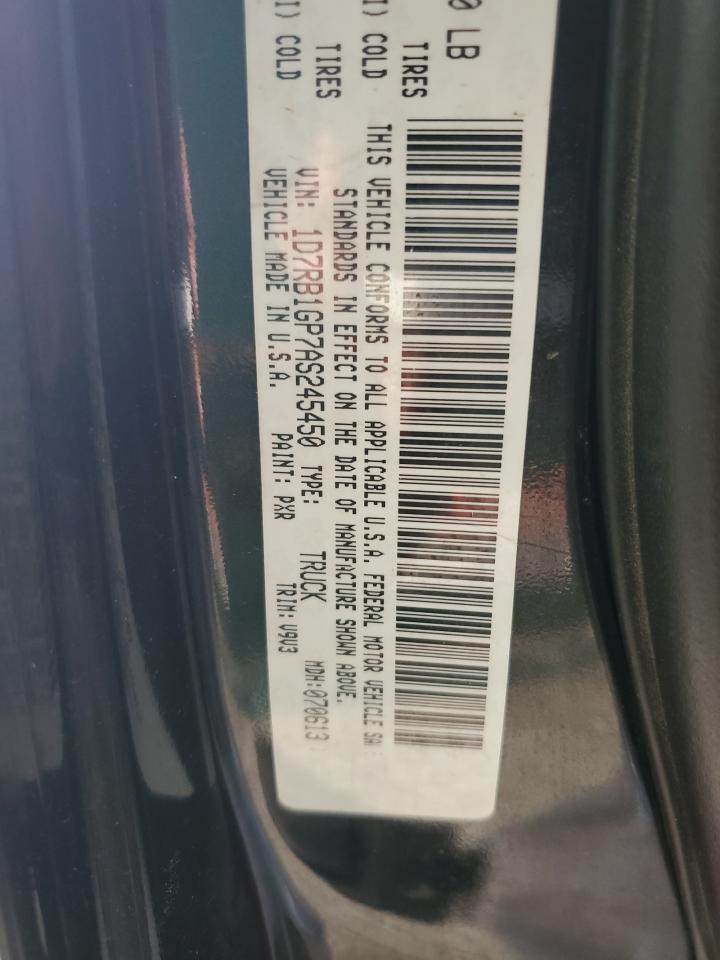 0 LB
TIRES
I) COLD
TIRES
I) COLD
THIS VEHICLE CONFORMS TO ALL APPLICABLE U.S.A. FEDERAL MOTOR VEHICLE SA
STANDARDS IN EFFECT ON THE DATE OF MANUFACTURE SHOWN ABOVE.
VIN: 1D7RB1GP7AS245450 TYPE: TRUCK MDH:070613
VEHICLE MADE IN U.S.A. PAINT: PXR TRIM: V9V3